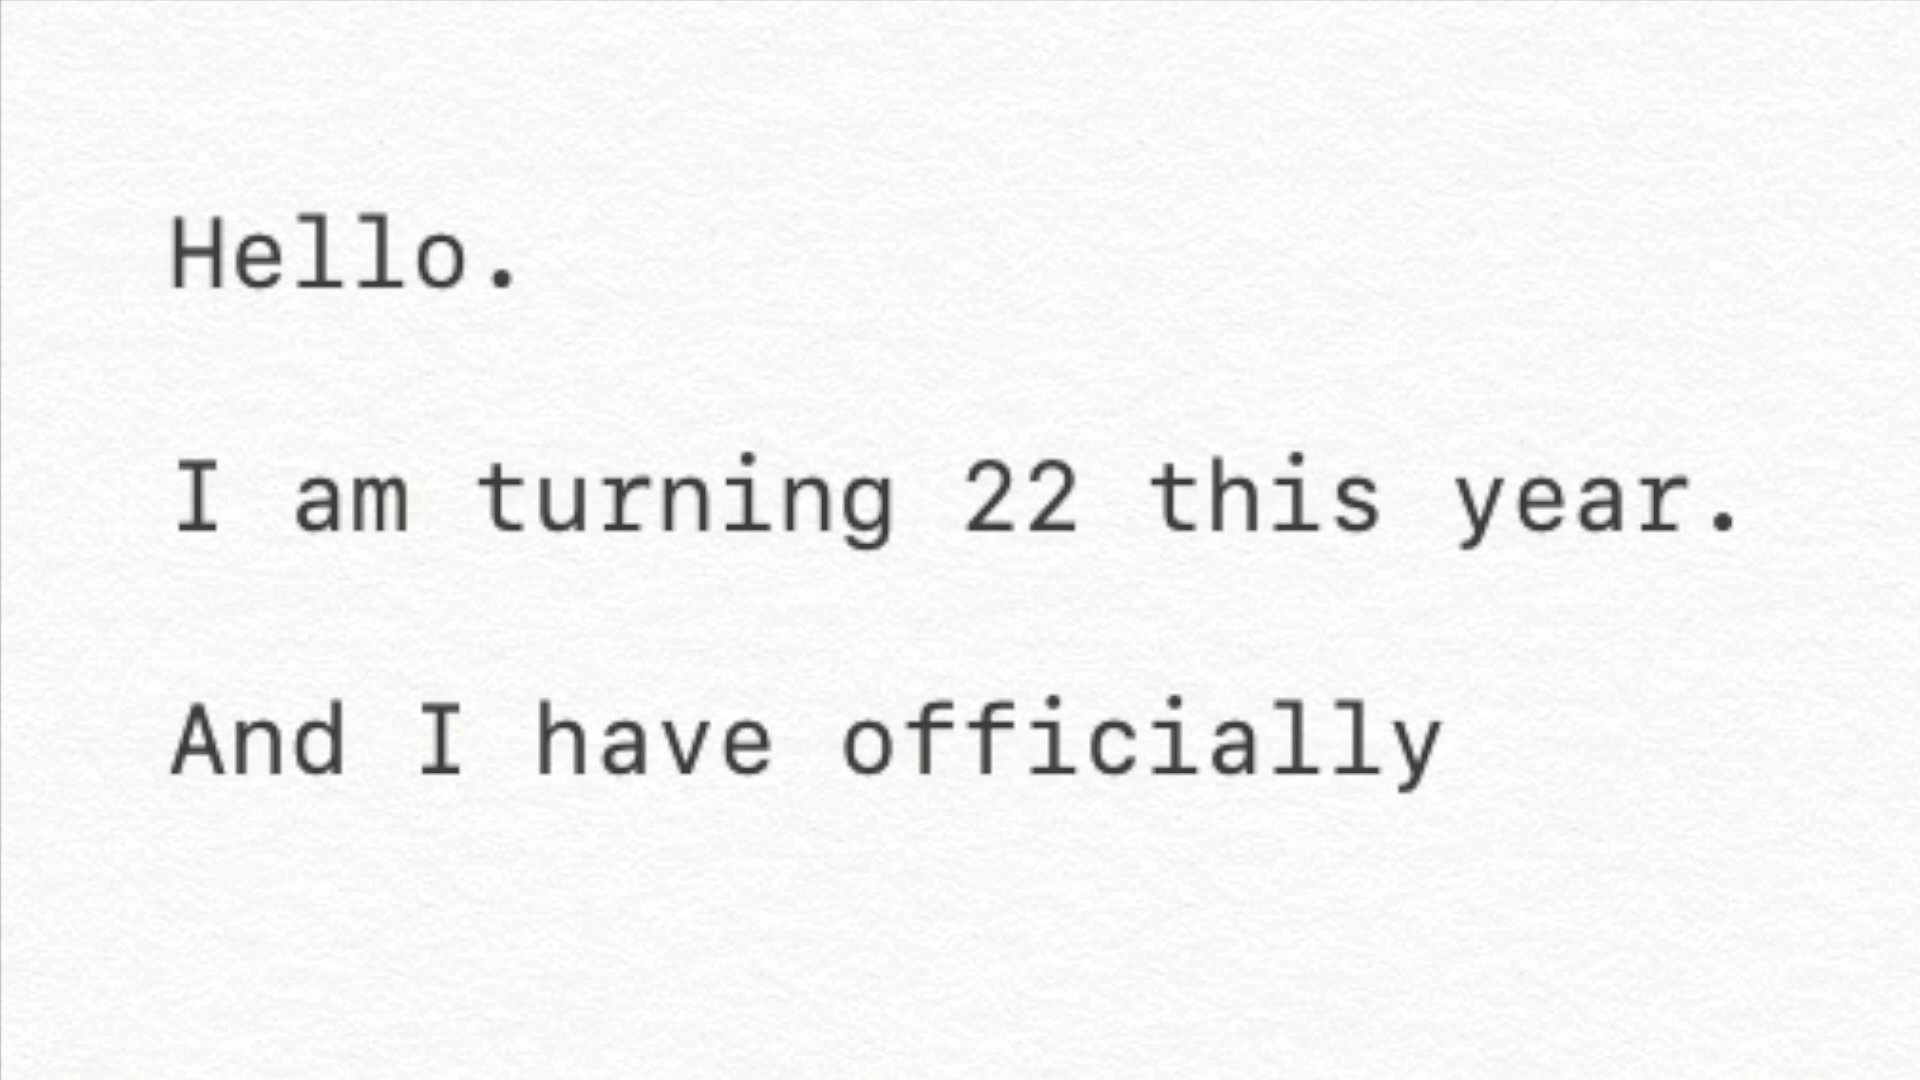 Hello.
I am turning 22 this year.
And I have officially